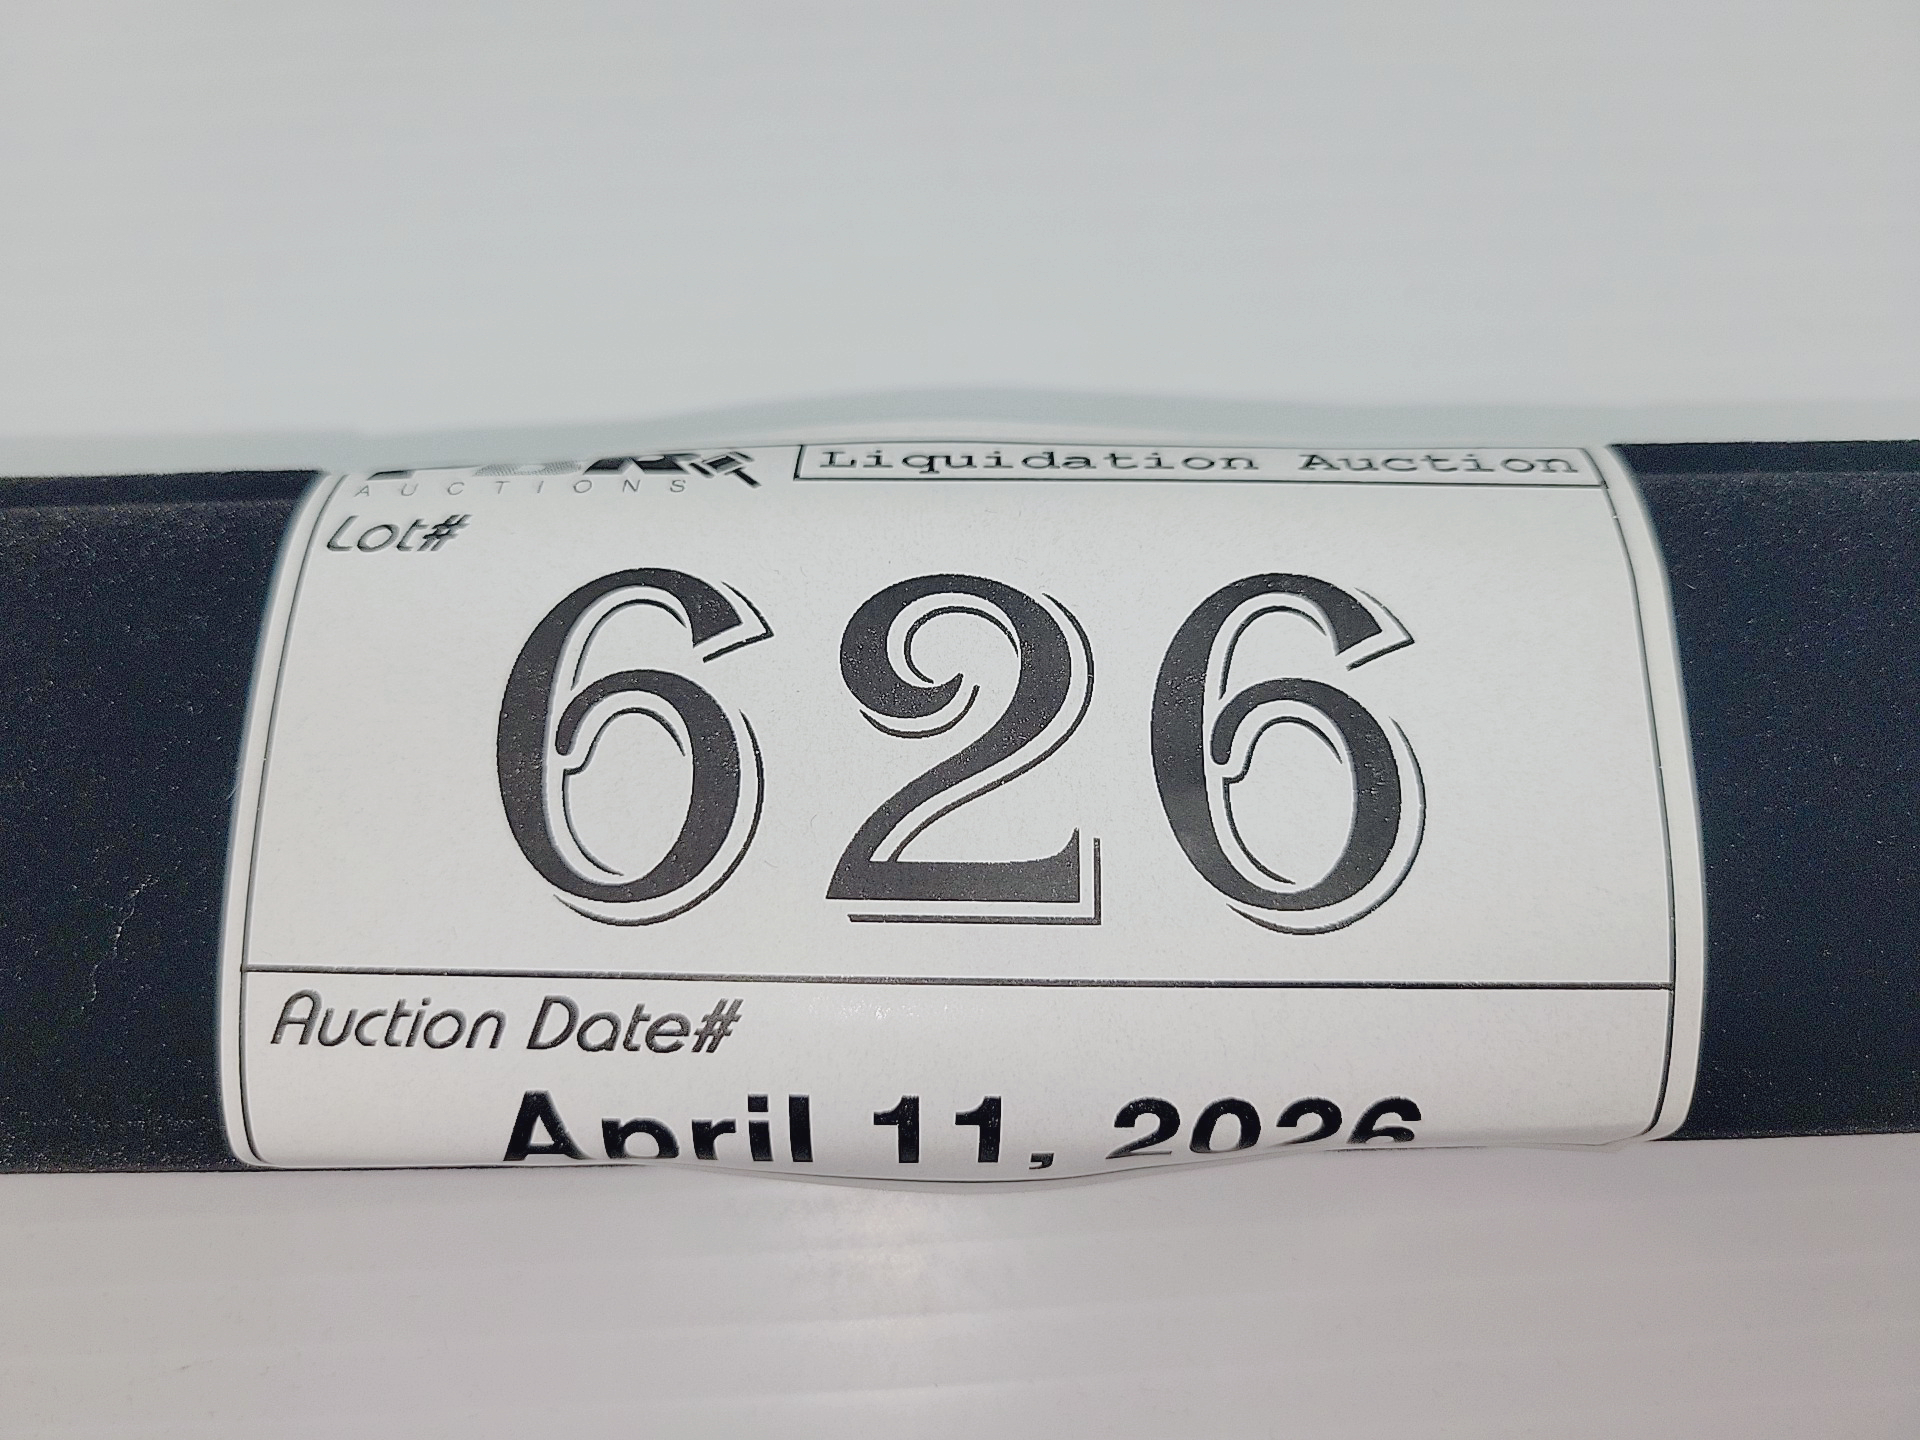 AUCTIONS
Liquidation Auction
Lot#
626
Auction Date#
April 11, 2026